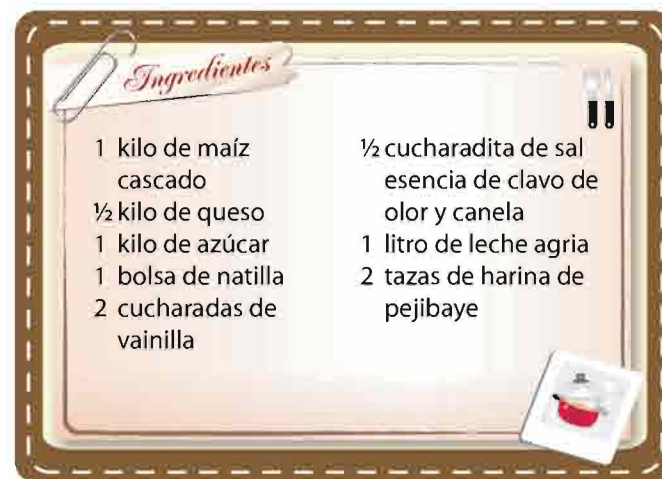 Ingredientes
1 kilo de maíz
cascado
½ kilo de queso
1 kilo de azúcar
1 bolsa de natilla
2 cucharadas de
vainilla
½ cucharadita de sal
esencia de clavo de
olor y canela
1 litro de leche agria
2 tazas de harina de
pejibaye